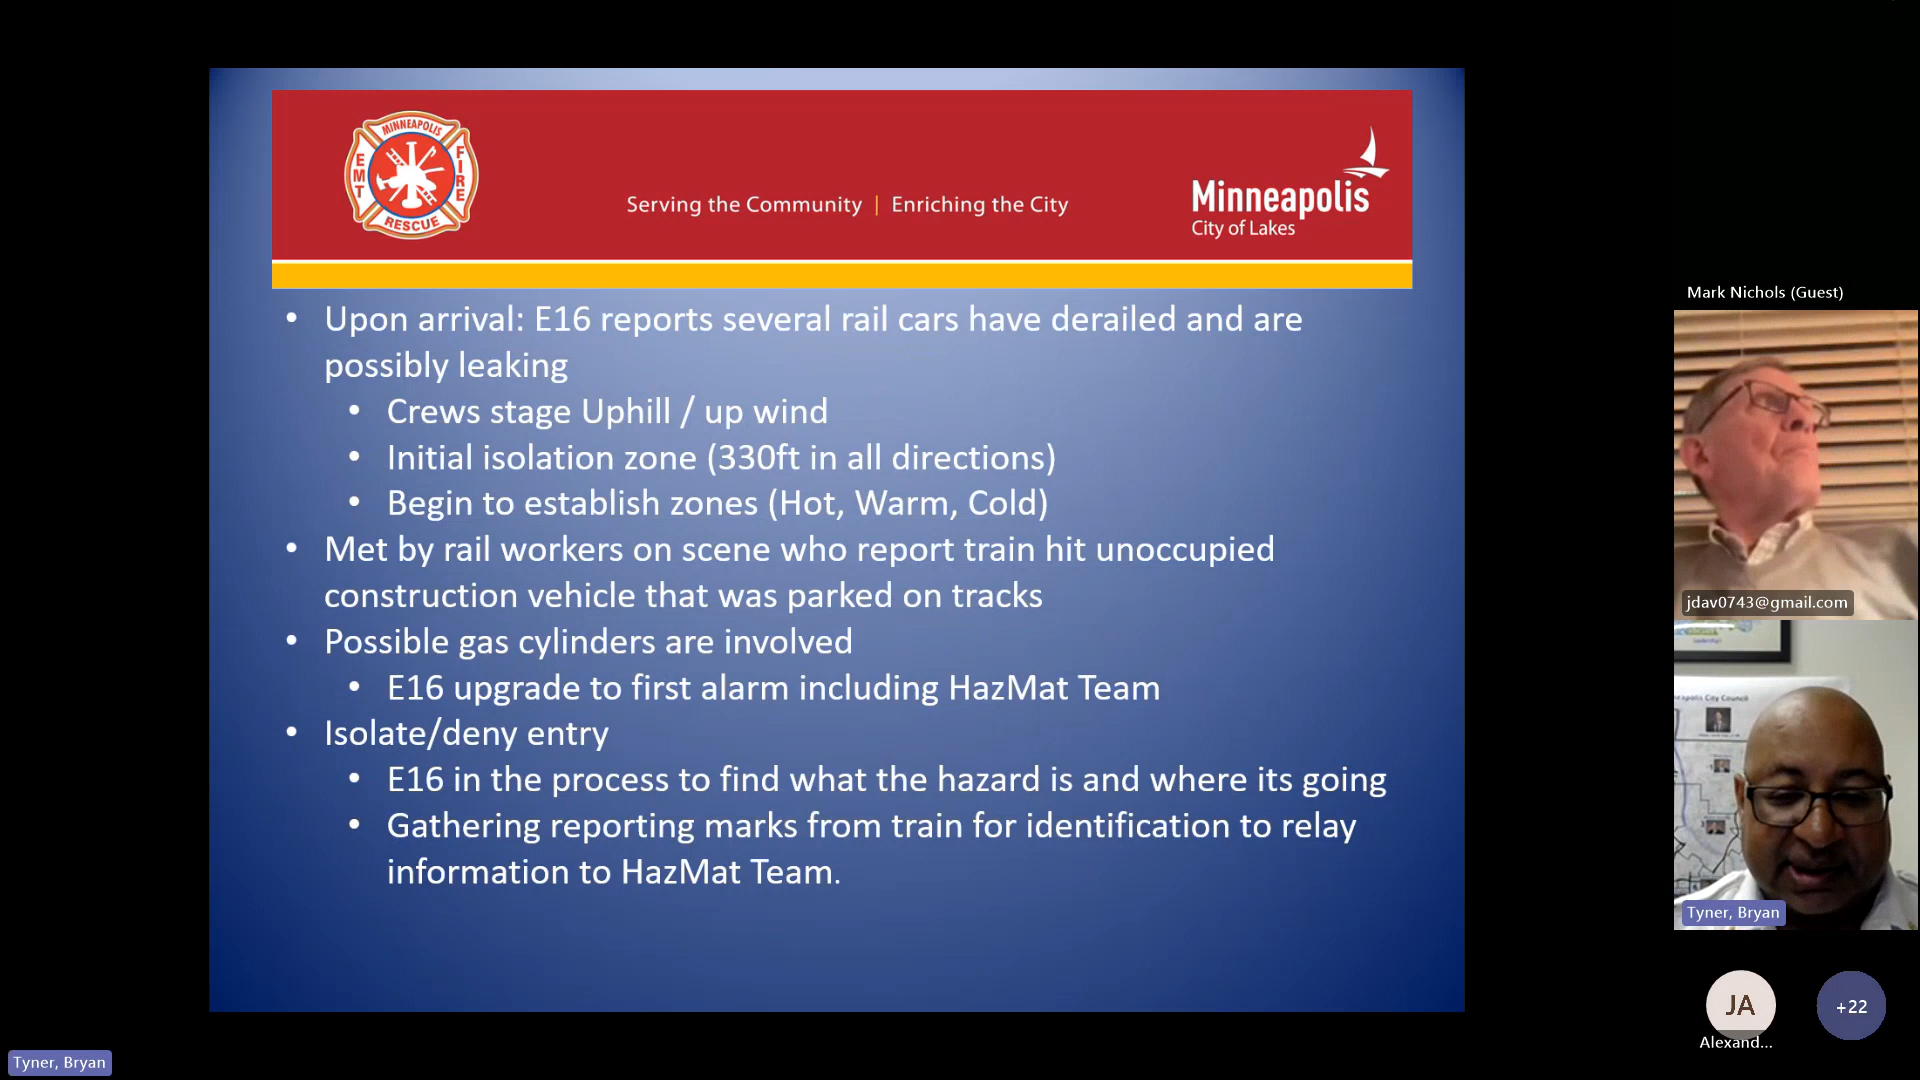 MINNEAPOLIS
EMT
FIRE
RESCUE
Serving the Community | Enriching the City
Minneapolis
City of Lakes
• Upon arrival: E16 reports several rail cars have derailed and are
possibly leaking
• Crews stage Uphill / up wind
• Initial isolation zone (330ft in all directions)
• Begin to establish zones (Hot, Warm, Cold)
• Met by rail workers on scene who report train hit unoccupied
construction vehicle that was parked on tracks
• Possible gas cylinders are involved
• E16 upgrade to first alarm including HazMat Team
• Isolate/deny entry
• E16 in the process to find what the hazard is and where its going
• Gathering reporting marks from train for identification to relay
information to HazMat Team.
Mark Nichols (Guest)
jdav0743@gmail.com
City Council
Tyner, Bryan
JA
+22
Alexand...
Tyner, Bryan